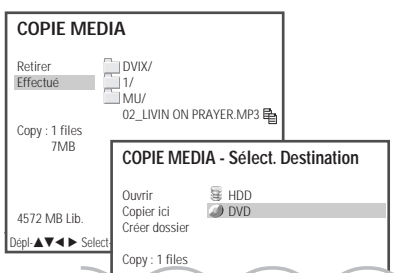 COPIE MEDIA
Retirer
Effectué
DVIX/
1/
MU/
02_LIVIN ON PRAYER.MP3
Copy : 1 files
7MB
4572 MB Lib.
Dépl-▲▼◀ ▶ Select-
COPIE MEDIA - Sélect. Destination
Ouvrir
Copier ici
Créer dossier
HDD
DVD
Copy : 1 files